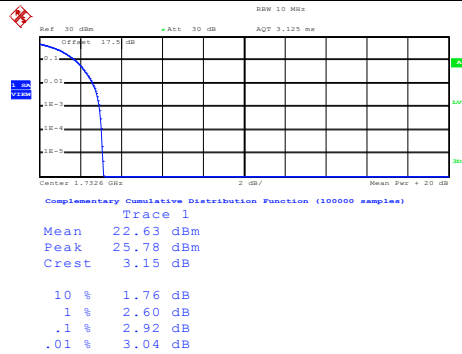 RBW 10 MHz
Ref 30 dBm *Att 30 dB AQT 3.125 ms
Offset 17.5 dB
A
0.1
0.01
1 SA
VIEW
1E-3
LVL
1E-4
1E-5
3DB
Center 1.7326 GHz 2 dB/ Mean Pwr + 20 dB
Complementary Cumulative Distribution Function (100000 samples)
Trace 1
Mean 22.63 dBm
Peak 25.78 dBm
Crest 3.15 dB
10 % 1.76 dB
1 % 2.60 dB
.1 % 2.92 dB
.01 % 3.04 dB